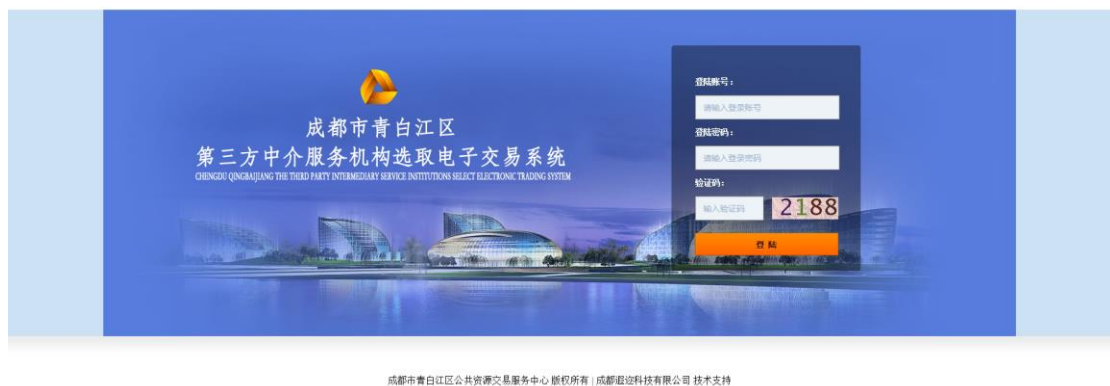 成都市青白江区
第三方中介服务机构选取电子交易系统
CHENGDU QINGBAIJIANG THE THIRD PARTY INTERMEDIARY SERVICE INSTITUTIONS SELECT ELECTRONIC TRADING SYSTEM
登陆账号：
请输入登录账号
登陆密码：
请输入登录密码
验证码：
输入验证码 2188
登 陆
成都市青白江区公共资源交易服务中心 版权所有 | 成都遐迩科技有限公司 技术支持